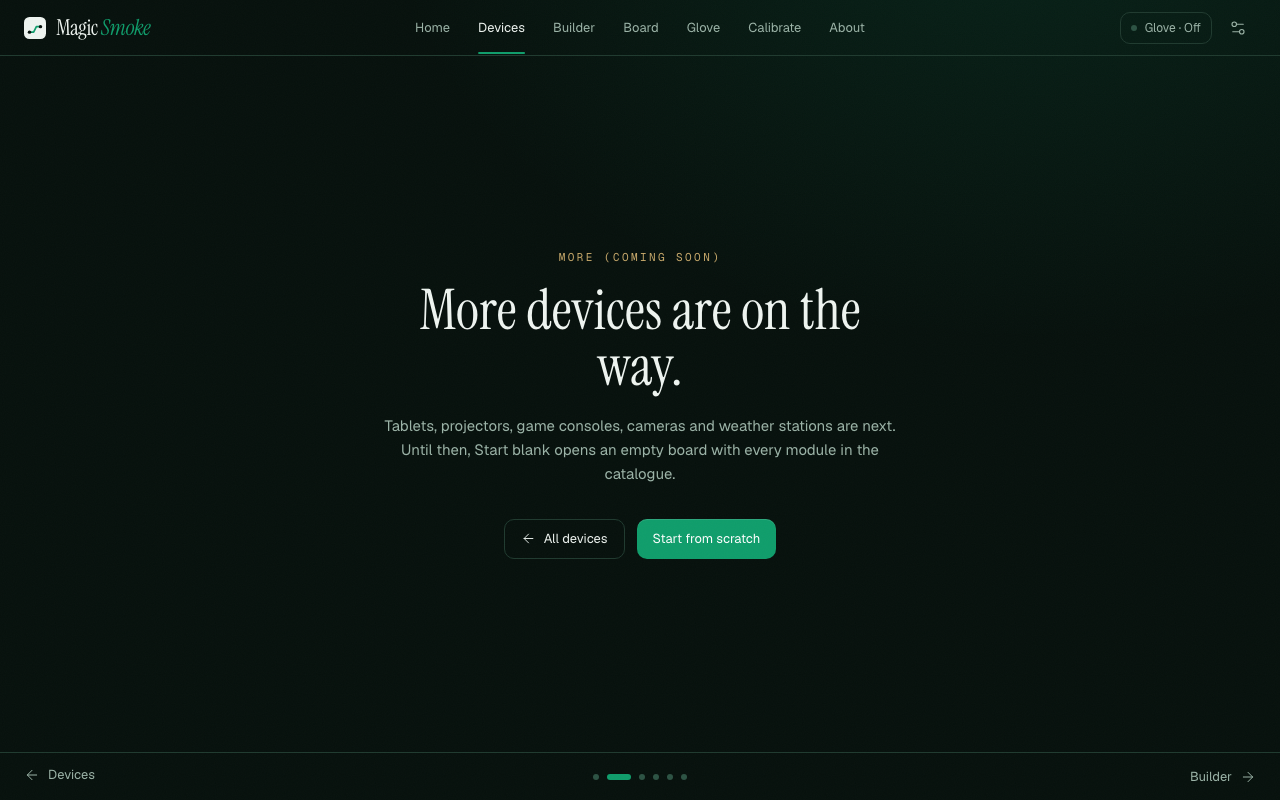 Magic Smoke
Home
Devices
Builder
Board
Glove
Calibrate
About
Glove · Off
MORE (COMING SOON)
More devices are on the
way.
Tablets, projectors, game consoles, cameras and weather stations are next.
Until then, Start blank opens an empty board with every module in the
catalogue.
All devices
Start from scratch
Devices
Builder